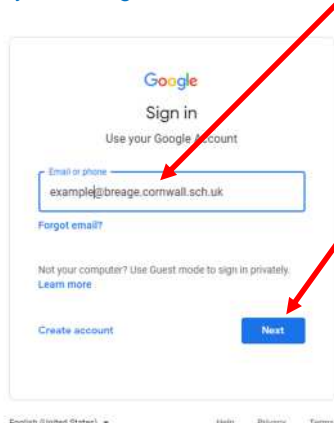 Google
Sign in
Use your Google Account
Email or phone
example@breage.cornwall.sch.uk
Forgot email?
Not your computer? Use Guest mode to sign in privately.
Learn more
Create account
Next
English (United States)
Help Privacy Terms